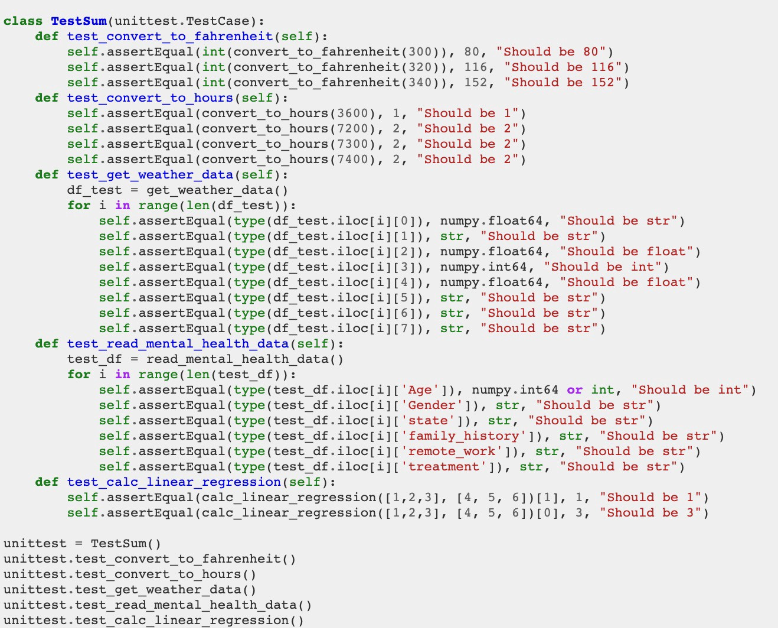 class TestSum(unittest.TestCase):
    def test_convert_to_fahrenheit(self):
        self.assertEqual(int(convert_to_fahrenheit(300)), 80, "Should be 80")
        self.assertEqual(int(convert_to_fahrenheit(320)), 116, "Should be 116")
        self.assertEqual(int(convert_to_fahrenheit(340)), 152, "Should be 152")
    def test_convert_to_hours(self):
        self.assertEqual(convert_to_hours(3600), 1, "Should be 1")
        self.assertEqual(convert_to_hours(7200), 2, "Should be 2")
        self.assertEqual(convert_to_hours(7300), 2, "Should be 2")
        self.assertEqual(convert_to_hours(7400), 2, "Should be 2")
    def test_get_weather_data(self):
        df_test = get_weather_data()
        for i in range(len(df_test)):
            self.assertEqual(type(df_test.iloc[i][0]), numpy.float64, "Should be str")
            self.assertEqual(type(df_test.iloc[i][1]), str, "Should be str")
            self.assertEqual(type(df_test.iloc[i][2]), numpy.float64, "Should be float")
            self.assertEqual(type(df_test.iloc[i][3]), numpy.int64, "Should be int")
            self.assertEqual(type(df_test.iloc[i][4]), numpy.float64, "Should be float")
            self.assertEqual(type(df_test.iloc[i][5]), str, "Should be str")
            self.assertEqual(type(df_test.iloc[i][6]), str, "Should be str")
            self.assertEqual(type(df_test.iloc[i][7]), str, "Should be str")
    def test_read_mental_health_data(self):
        test_df = read_mental_health_data()
        for i in range(len(test_df)):
            self.assertEqual(type(test_df.iloc[i]['Age']), numpy.int64 or int, "Should be int")
            self.assertEqual(type(test_df.iloc[i]['Gender']), str, "Should be str")
            self.assertEqual(type(test_df.iloc[i]['state']), str, "Should be str")
            self.assertEqual(type(test_df.iloc[i]['family_history']), str, "Should be str")
            self.assertEqual(type(test_df.iloc[i]['remote_work']), str, "Should be str")
            self.assertEqual(type(test_df.iloc[i]['treatment']), str, "Should be str")
    def test_calc_linear_regression(self):
        self.assertEqual(calc_linear_regression([1,2,3], [4, 5, 6])[1], 1, "Should be 1")
        self.assertEqual(calc_linear_regression([1,2,3], [4, 5, 6])[0], 3, "Should be 3")
unittest = TestSum()
unittest.test_convert_to_fahrenheit()
unittest.test_convert_to_hours()
unittest.test_get_weather_data()
unittest.test_read_mental_health_data()
unittest.test_calc_linear_regression()